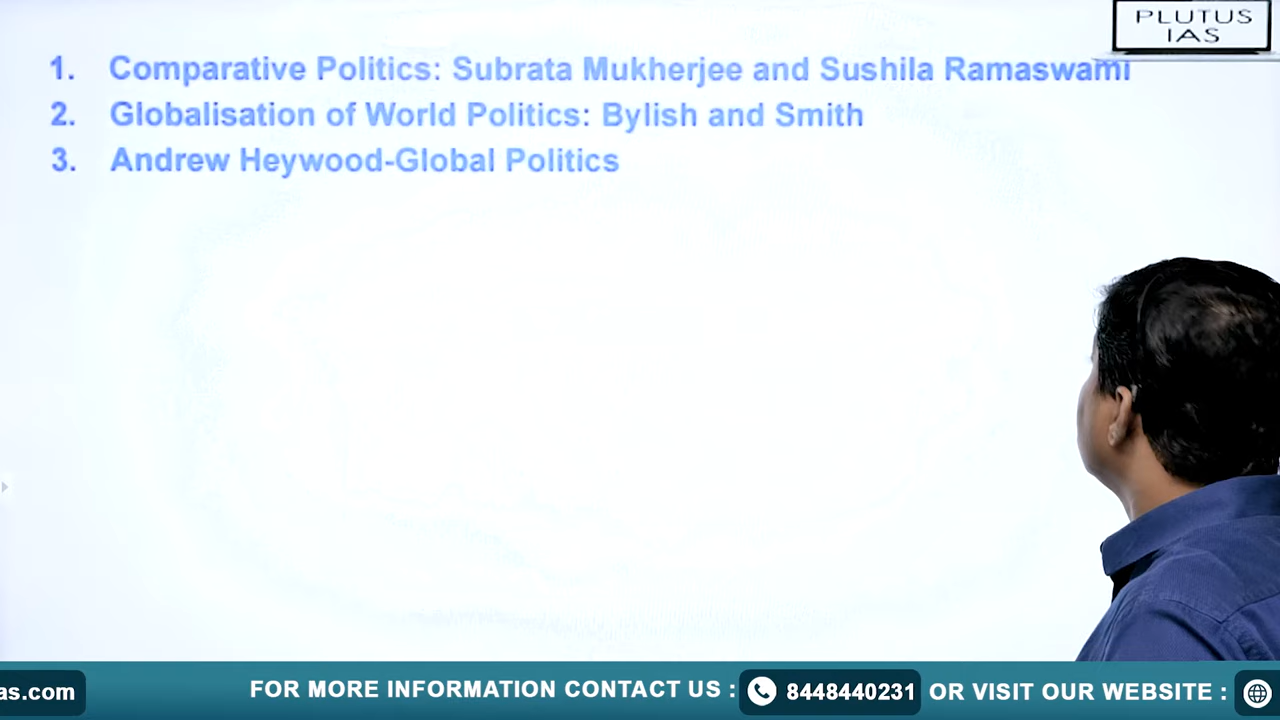 PLUTUS
IAS
1. Comparative Politics: Subrata Mukherjee and Sushila Ramaswami
2. Globalisation of World Politics: Bylish and Smith
3. Andrew Heywood-Global Politics
as.com
FOR MORE INFORMATION CONTACT US :
8448440231
OR VISIT OUR WEBSITE :